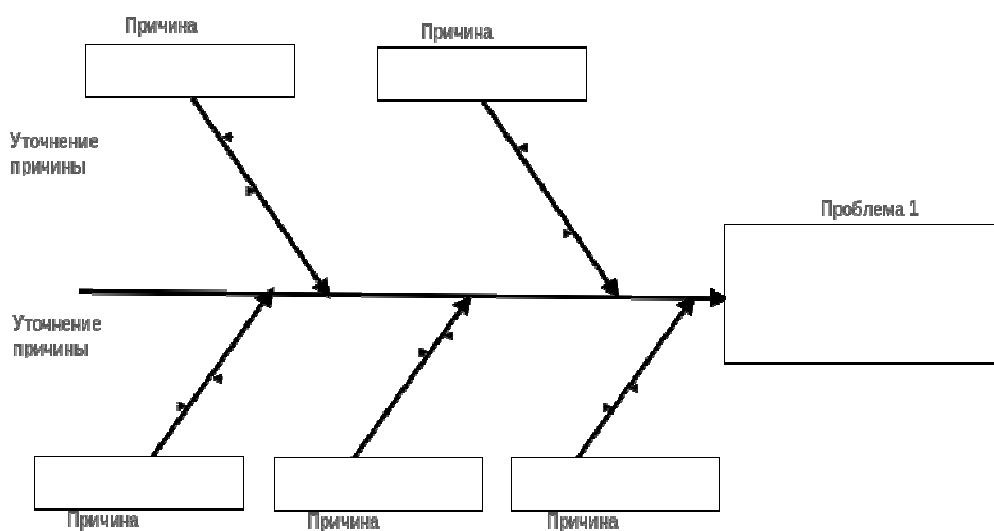 Причина
Причина
Уточнение
причины
Проблема 1
Уточнение
причины
Причина
Причина
Причина